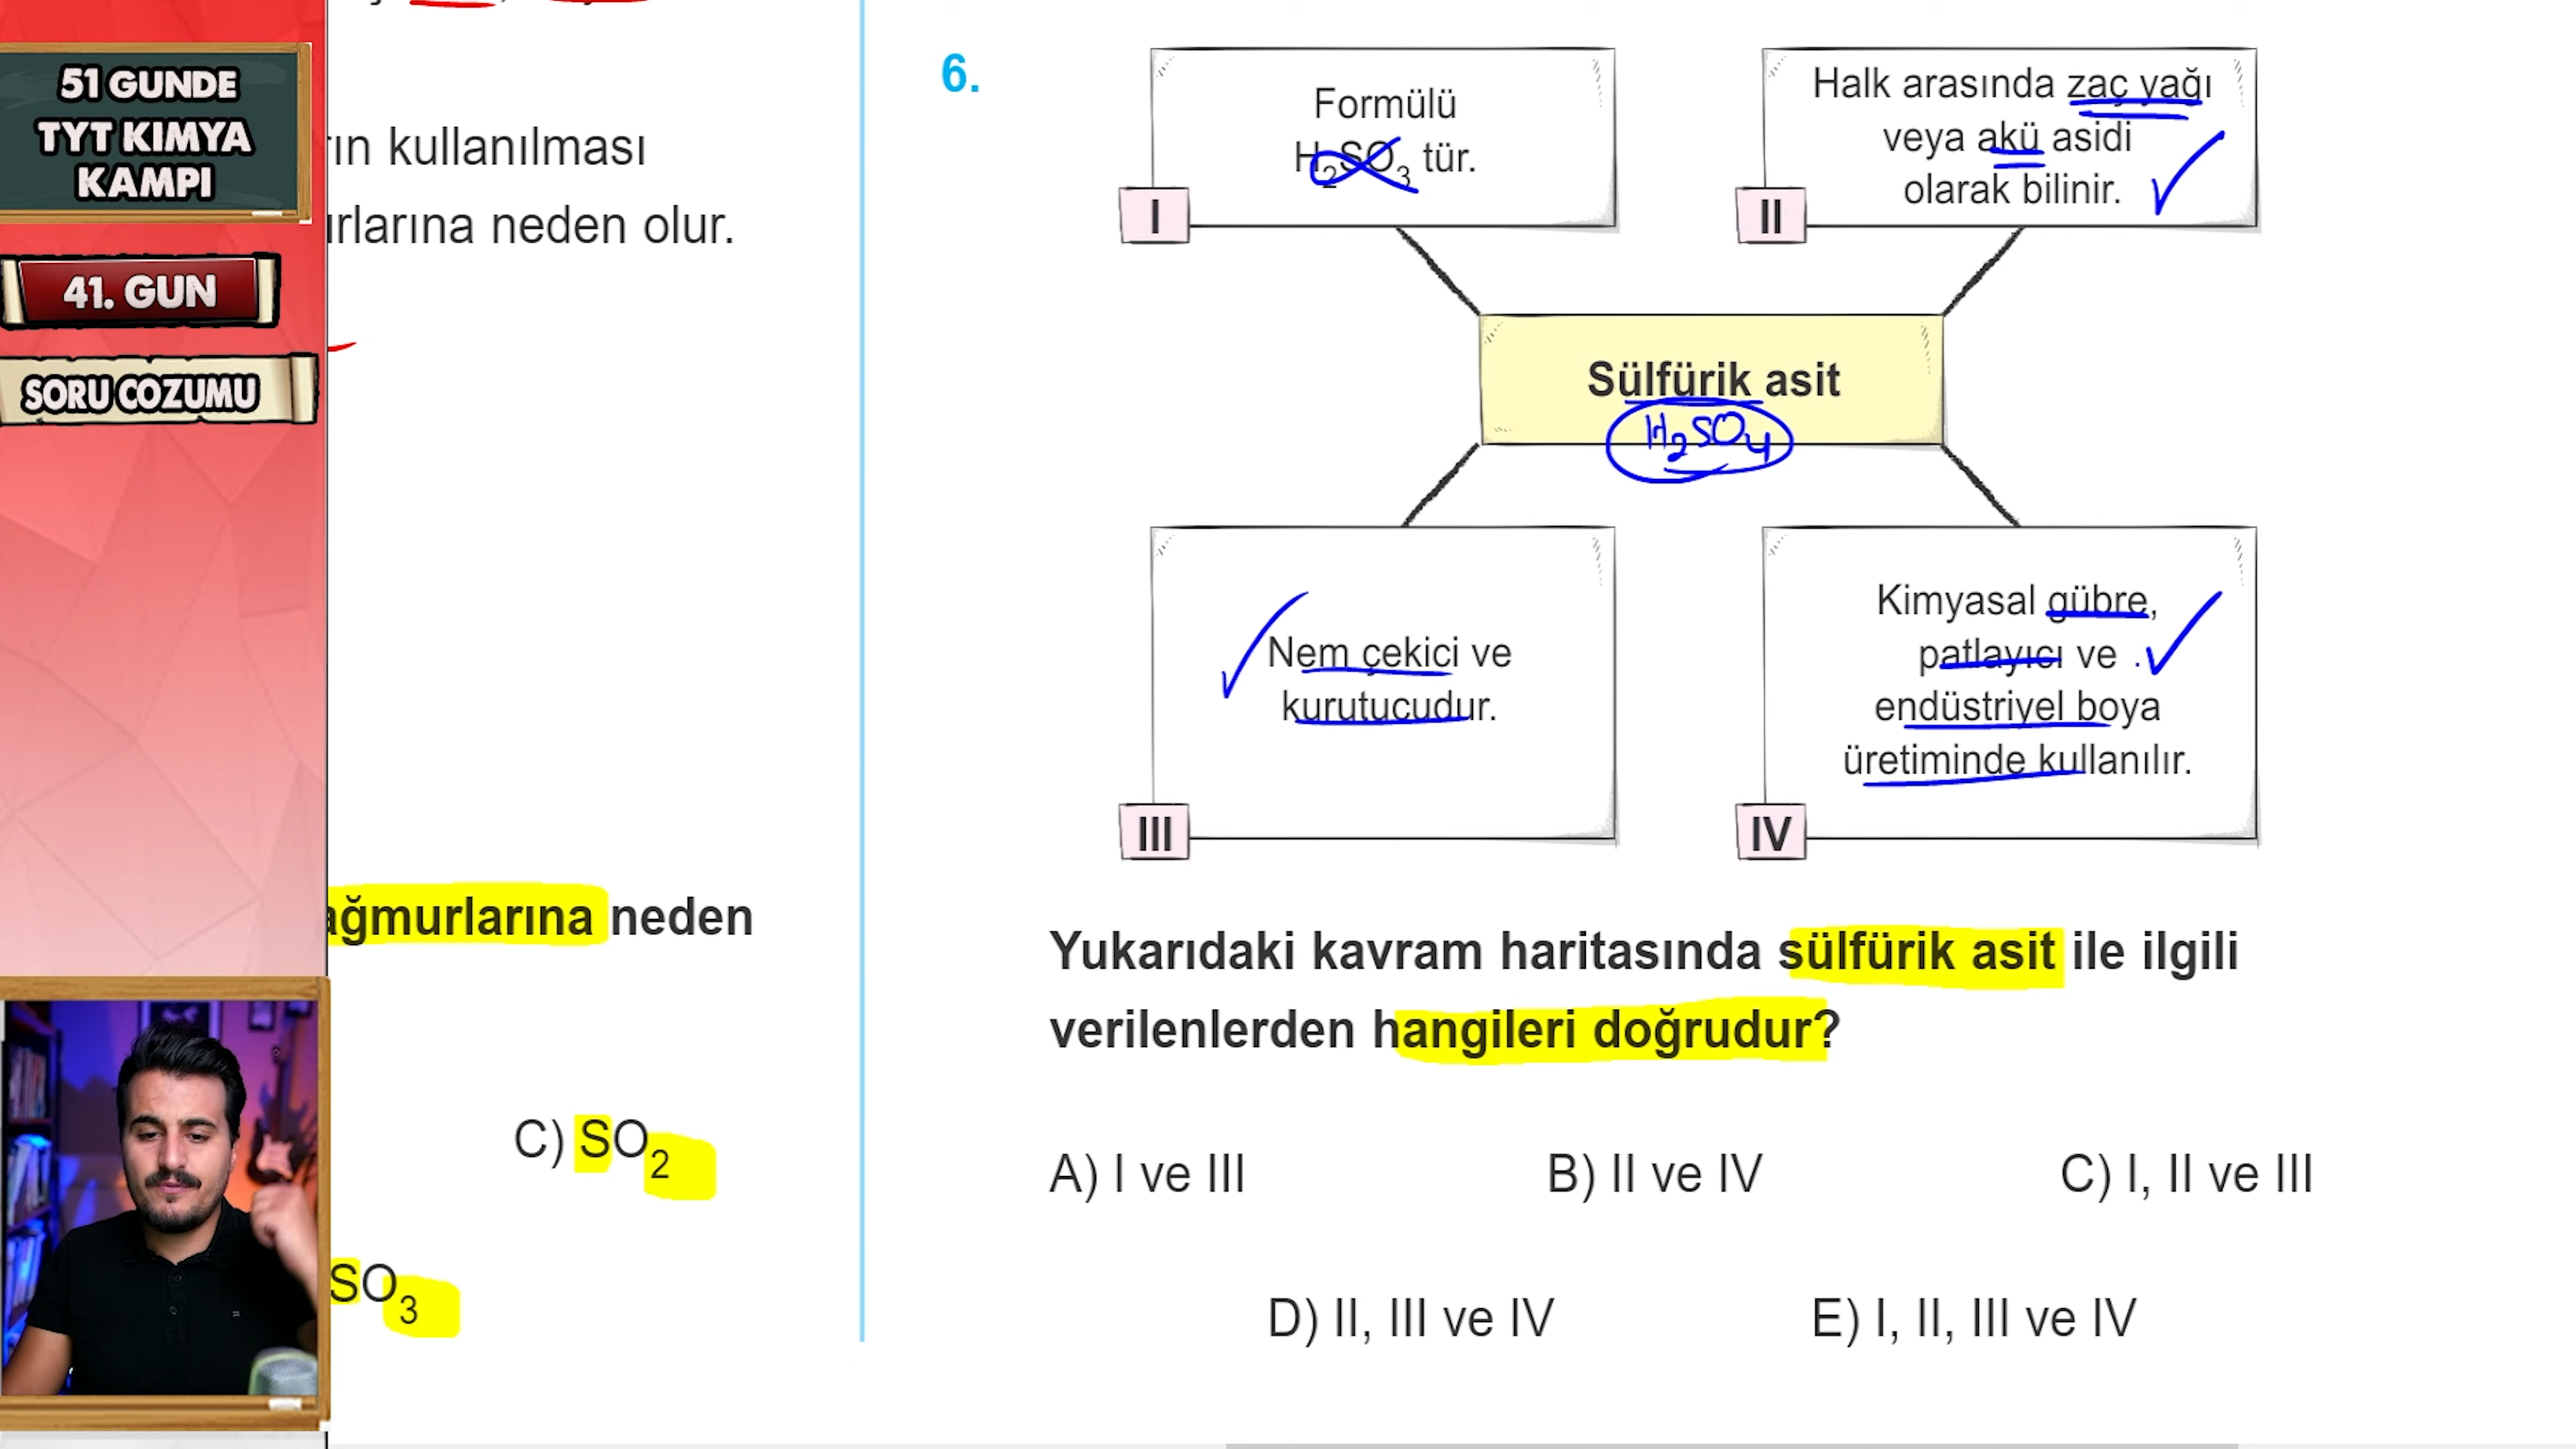 51 GUNDE
TYT KIMYA
KAMPI
41. GUN
SORU COZUMU
rın kullanılması
urlarına neden olur.
ağmurlarına neden
C) SO2
SO3
6.
Formülü
H2SO3 tür.
I
Halk arasında zaç yağı
veya akü asidi
olarak bilinir.
II
Sülfürik asit
H2SO4
Nem çekici ve
kurutucudur.
III
Kimyasal gübre,
patlayıcı ve
endüstriyel boya
üretiminde kullanılır.
IV
Yukarıdaki kavram haritasında sülfürik asit ile ilgili
verilenlerden hangileri doğrudur?
A) I ve III
B) II ve IV
C) I, II ve III
D) II, III ve IV
E) I, II, III ve IV